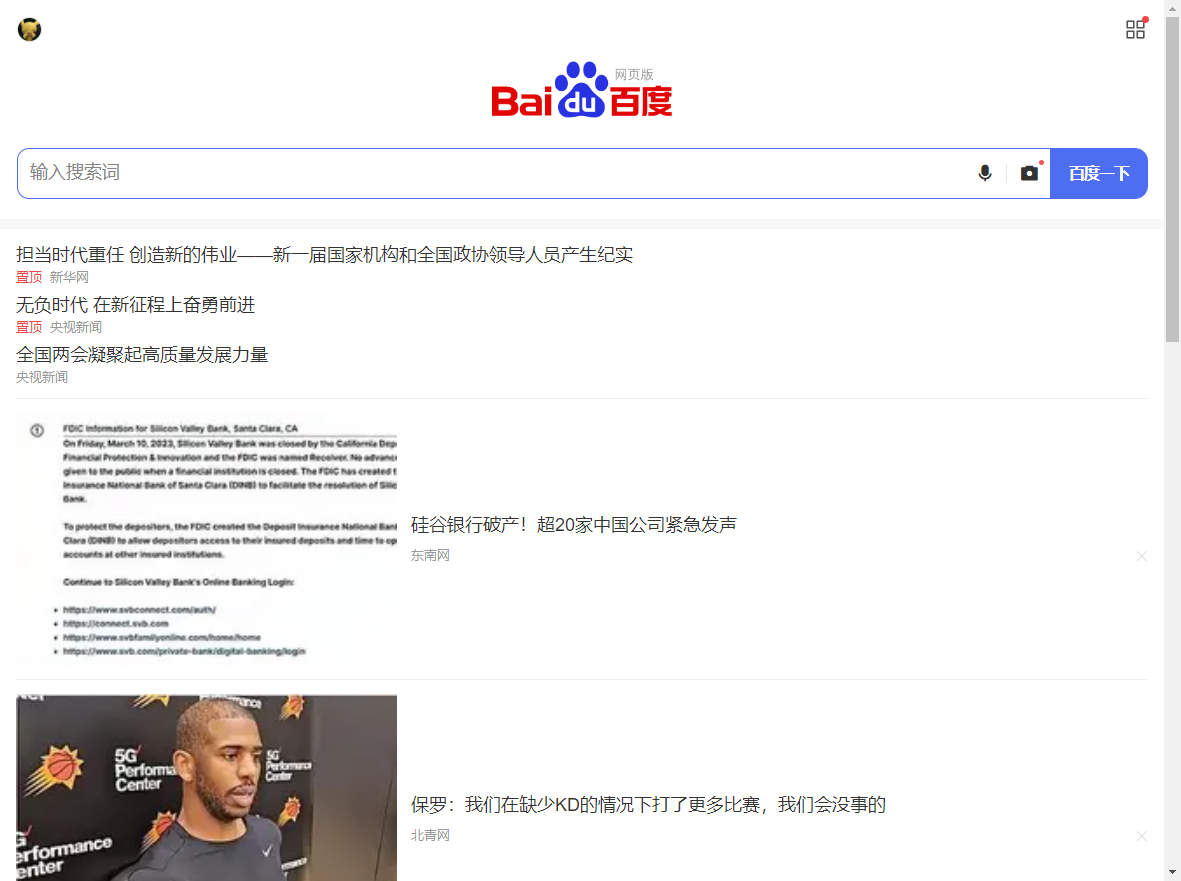 网页版
Bai du 百度
输入搜索词
百度一下
担当时代重任 创造新的伟业——新一届国家机构和全国政协领导人员产生纪实
置顶 新华网
无负时代 在新征程上奋勇前进
置顶 央视新闻
全国两会凝聚起高质量发展力量
央视新闻
FDIC Information for Silicon Valley Bank, Santa Clara, CA
On Friday, March 10, 2023, Silicon Valley Bank was closed by the California Dep
Financial Protection & Innovation and the FDIC was named Receiver. No advance
given to the public when a financial institution is closed. The FDIC has created t
Insurance National Bank of Santa Clara (DINB) to facilitate the resolution of Silic
Bank.
To protect the depositors, the FDIC created the Deposit Insurance National Ban
Clara (DINB) to allow depositors access to their insured deposits and time to op
accounts at other insured institutions.
Continue to Silicon Valley Bank's Online Banking Login:
• https://www.svbconnect.com/auth/
• https://connect.svb.com
• https://www.svbfamilyonline.com/home/home
• https://www.svb.com/private-bank/digital-banking/login
硅谷银行破产！超20家中国公司紧急发声
东南网
5G
Performa
Center
5G
Performance
Center
G
erformance
enter
保罗：我们在缺少KD的情况下打了更多比赛，我们会没事的
北青网